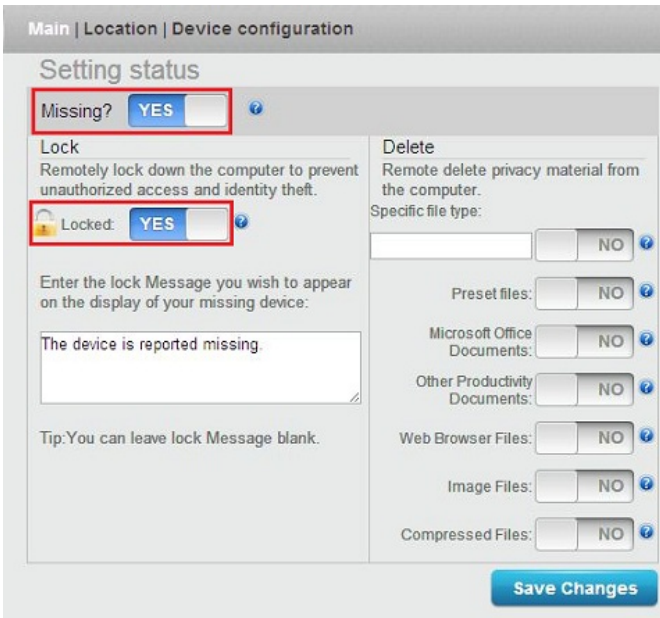 Main | Location | Device configuration
Setting status
Missing? YES ?
Lock
Remotely lock down the computer to prevent
unauthorized access and identity theft.
Locked: YES ?
Enter the lock Message you wish to appear
on the display of your missing device:
The device is reported missing.
Tip:You can leave lock Message blank.
Delete
Remote delete privacy material from
the computer.
Specific file type:
NO ?
Preset files: NO ?
Microsoft Office
Documents: NO ?
Other Productivity
Documents: NO ?
Web Browser Files: NO ?
Image Files: NO ?
Compressed Files: NO ?
Save Changes